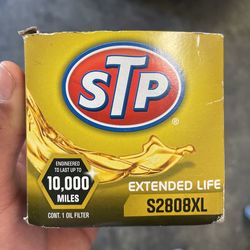 STP
®
ENGINEERED
TO LAST UP TO
10,000
MILES
CONT. 1 OIL FILTER
EXTENDED LIFE
S2808XL